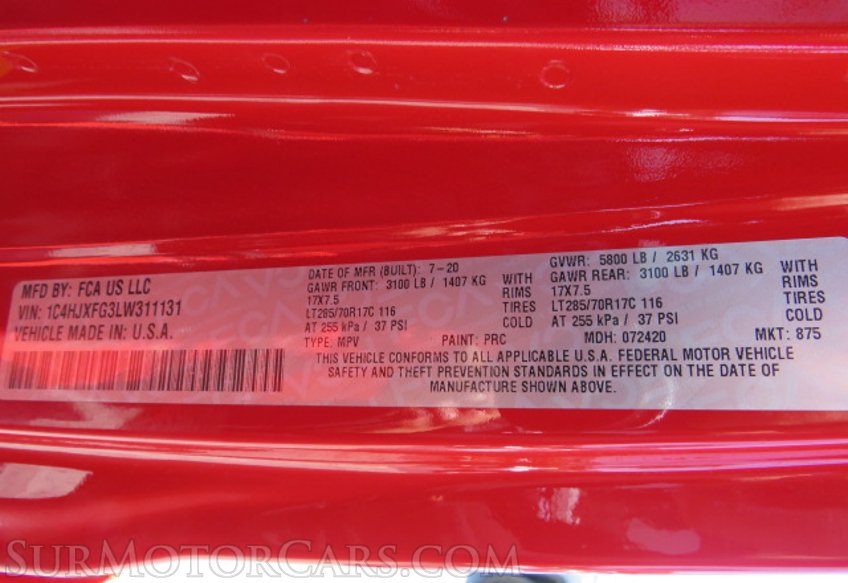 MFD BY: FCA US LLC
VIN: 1C4HJXFG3LW311131
VEHICLE MADE IN U.S.A.
DATE OF MFR (BUILT): 7-20
GAWR FRONT: 3100 LB / 1407 KG WITH
17X7.5 RIMS
LT285/70R17C 116 TIRES
AT 255 kPa / 37 PSI COLD
TYPE: MPV PAINT: PRC
GVWR: 5800 LB / 2631 KG
GAWR REAR: 3100 LB / 1407 KG WITH
17X7.5 RIMS
LT285/70R17C 116 TIRES
AT 255 kPa / 37 PSI COLD
MDH: 072420 MKT: 875
THIS VEHICLE CONFORMS TO ALL APPLICABLE U.S.A. FEDERAL MOTOR VEHICLE
SAFETY AND THEFT PREVENTION STANDARDS IN EFFECT ON THE DATE OF
MANUFACTURE SHOWN ABOVE.
SURMOTORCARS.COM